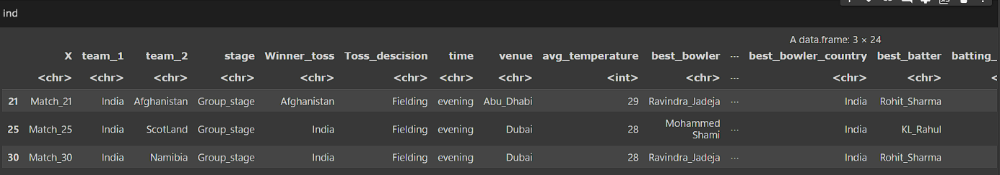 ind
A data.frame: 3 × 24
X team_1 team_2 stage Winner_toss Toss_descision time venue avg_temperature best_bowler ··· best_bowler_country best_batter batting_
<chr> <chr> <chr> <chr> <chr> <chr> <chr> <chr> <int> <chr> ··· <chr> <chr> <
21 Match_21 India Afghanistan Group_stage Afghanistan Fielding evening Abu_Dhabi 29 Ravindra_Jadeja ··· India Rohit_Sharma
25 Match_25 India ScotLand Group_stage India Fielding evening Dubai 28 Mohammed Shami ··· India KL_Rahul
30 Match_30 India Namibia Group_stage India Fielding evening Dubai 28 Ravindra_Jadeja ··· India Rohit_Sharma